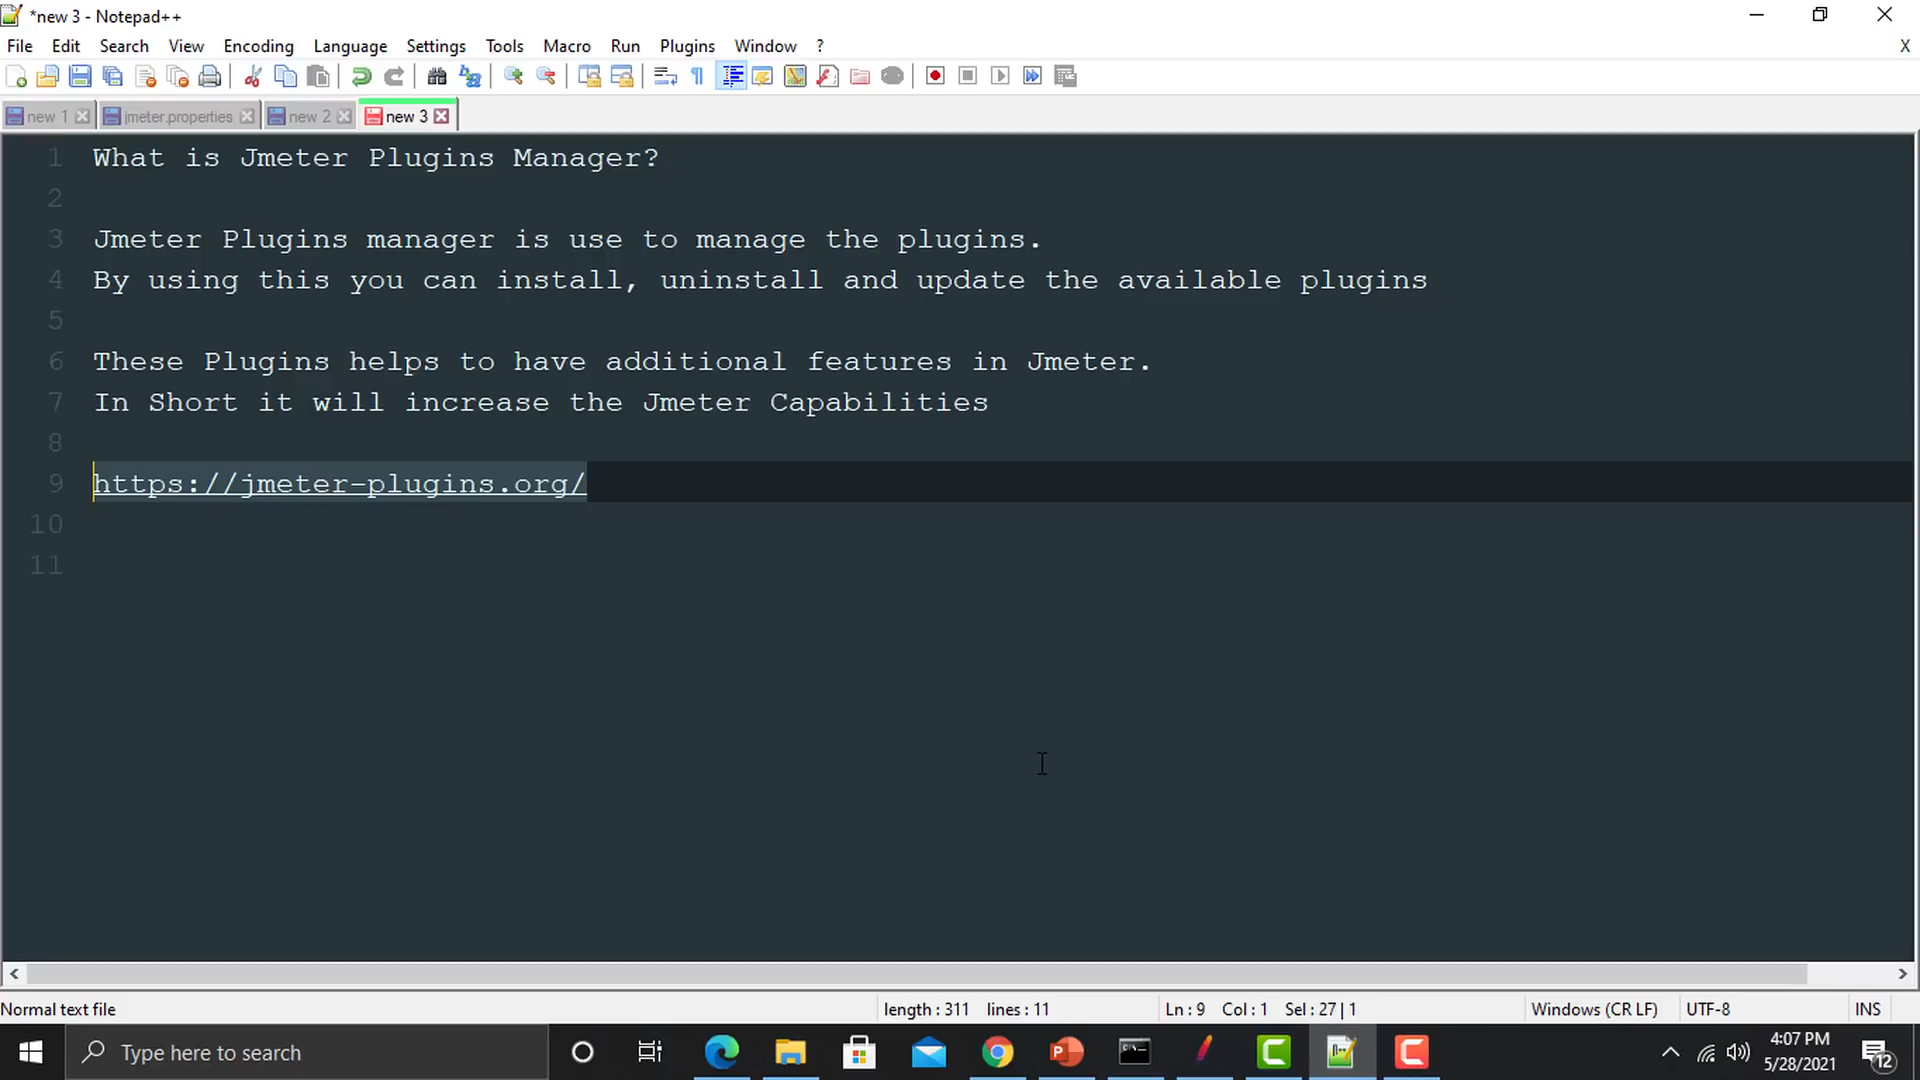 *new 3 - Notepad++
File Edit Search View Encoding Language Settings Tools Macro Run Plugins Window ? X
new 1 jmeter.properties new 2 new 3
1 What is Jmeter Plugins Manager?
2
3 Jmeter Plugins manager is use to manage the plugins.
4 By using this you can install, uninstall and update the available plugins
5
6 These Plugins helps to have additional features in Jmeter.
7 In Short it will increase the Jmeter Capabilities
8
9 https://jmeter-plugins.org/
10
11
Normal text file length : 311 lines : 11 Ln : 9 Col : 1 Sel : 27 | 1 Windows (CR LF) UTF-8 INS
Type here to search
4:07 PM
5/28/2021
12